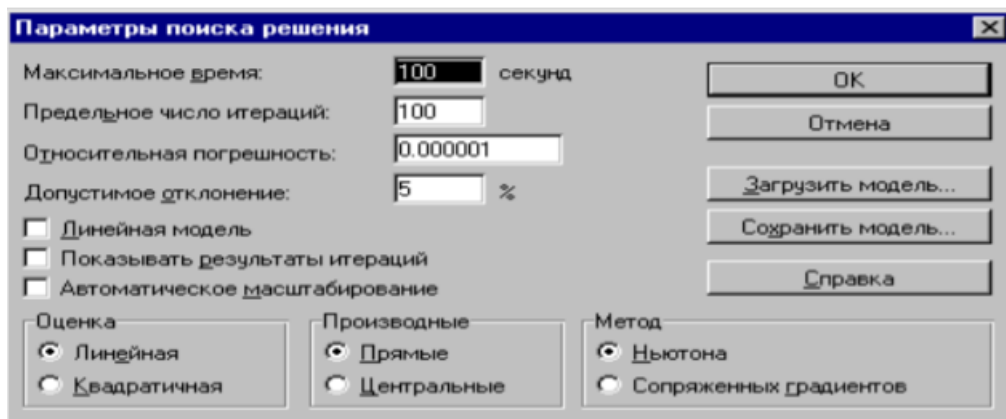 Параметры поиска решения
Максимальное время: 100 секунд
OK
Предельное число итераций: 100
Отмена
Относительная погрешность: 0.000001
Допустимое отклонение: 5 %
Загрузить модель...
Линейная модель
Сохранить модель...
Показывать результаты итераций
Автоматическое масштабирование
Справка
Оценка
Линейная
Квадратичная
Производные
Прямые
Центральные
Метод
Ньютона
Сопряженных градиентов